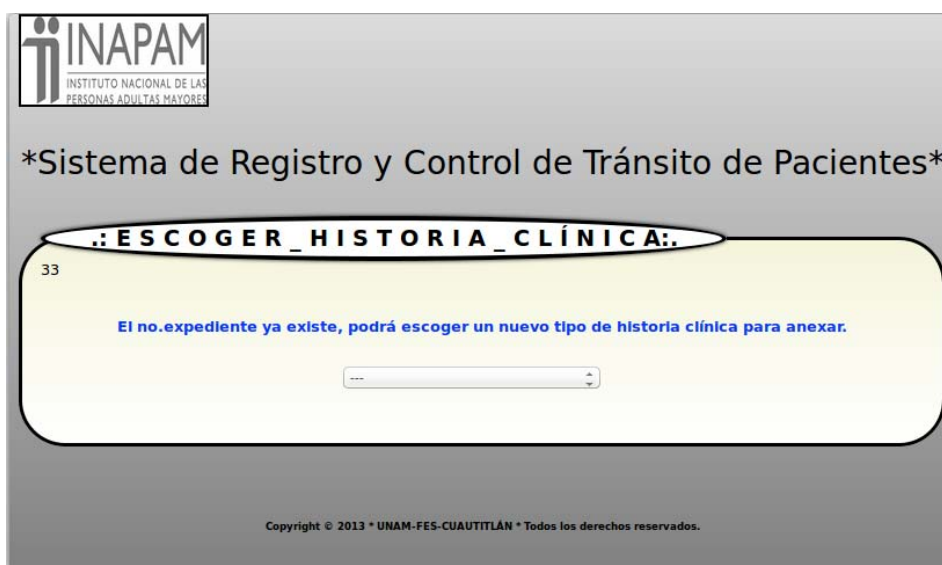 INAPAM
INSTITUTO NACIONAL DE LAS
PERSONAS ADULTAS MAYORES
*Sistema de Registro y Control de Tránsito de Pacientes*
.: E S C O G E R _ H I S T O R I A _ C L Í N I C A:.
33
El no.expediente ya existe, podrá escoger un nuevo tipo de historia clínica para anexar.
---
Copyright © 2013 * UNAM-FES-CUAUTITLÁN * Todos los derechos reservados.